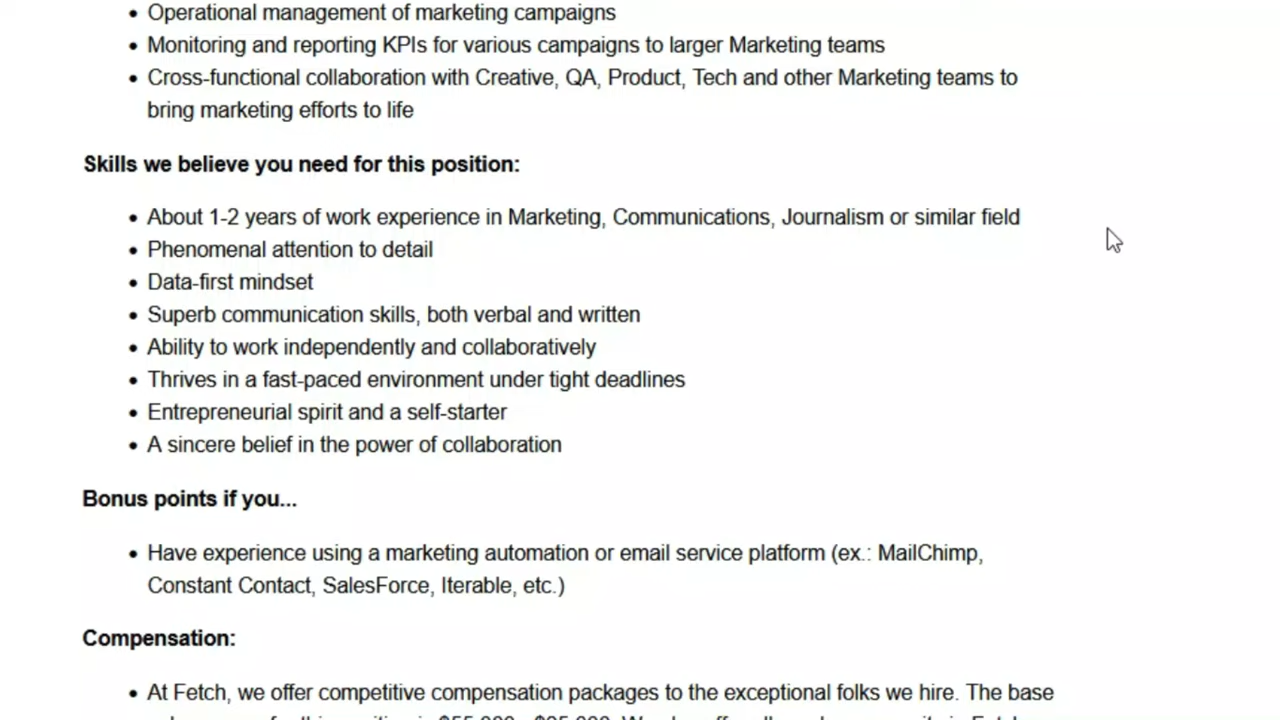 • Operational management of marketing campaigns
• Monitoring and reporting KPIs for various campaigns to larger Marketing teams
• Cross-functional collaboration with Creative, QA, Product, Tech and other Marketing teams to
bring marketing efforts to life
Skills we believe you need for this position:
• About 1-2 years of work experience in Marketing, Communications, Journalism or similar field
• Phenomenal attention to detail
• Data-first mindset
• Superb communication skills, both verbal and written
• Ability to work independently and collaboratively
• Thrives in a fast-paced environment under tight deadlines
• Entrepreneurial spirit and a self-starter
• A sincere belief in the power of collaboration
Bonus points if you...
• Have experience using a marketing automation or email service platform (ex.: MailChimp,
Constant Contact, SalesForce, Iterable, etc.)
Compensation:
• At Fetch, we offer competitive compensation packages to the exceptional folks we hire. The base